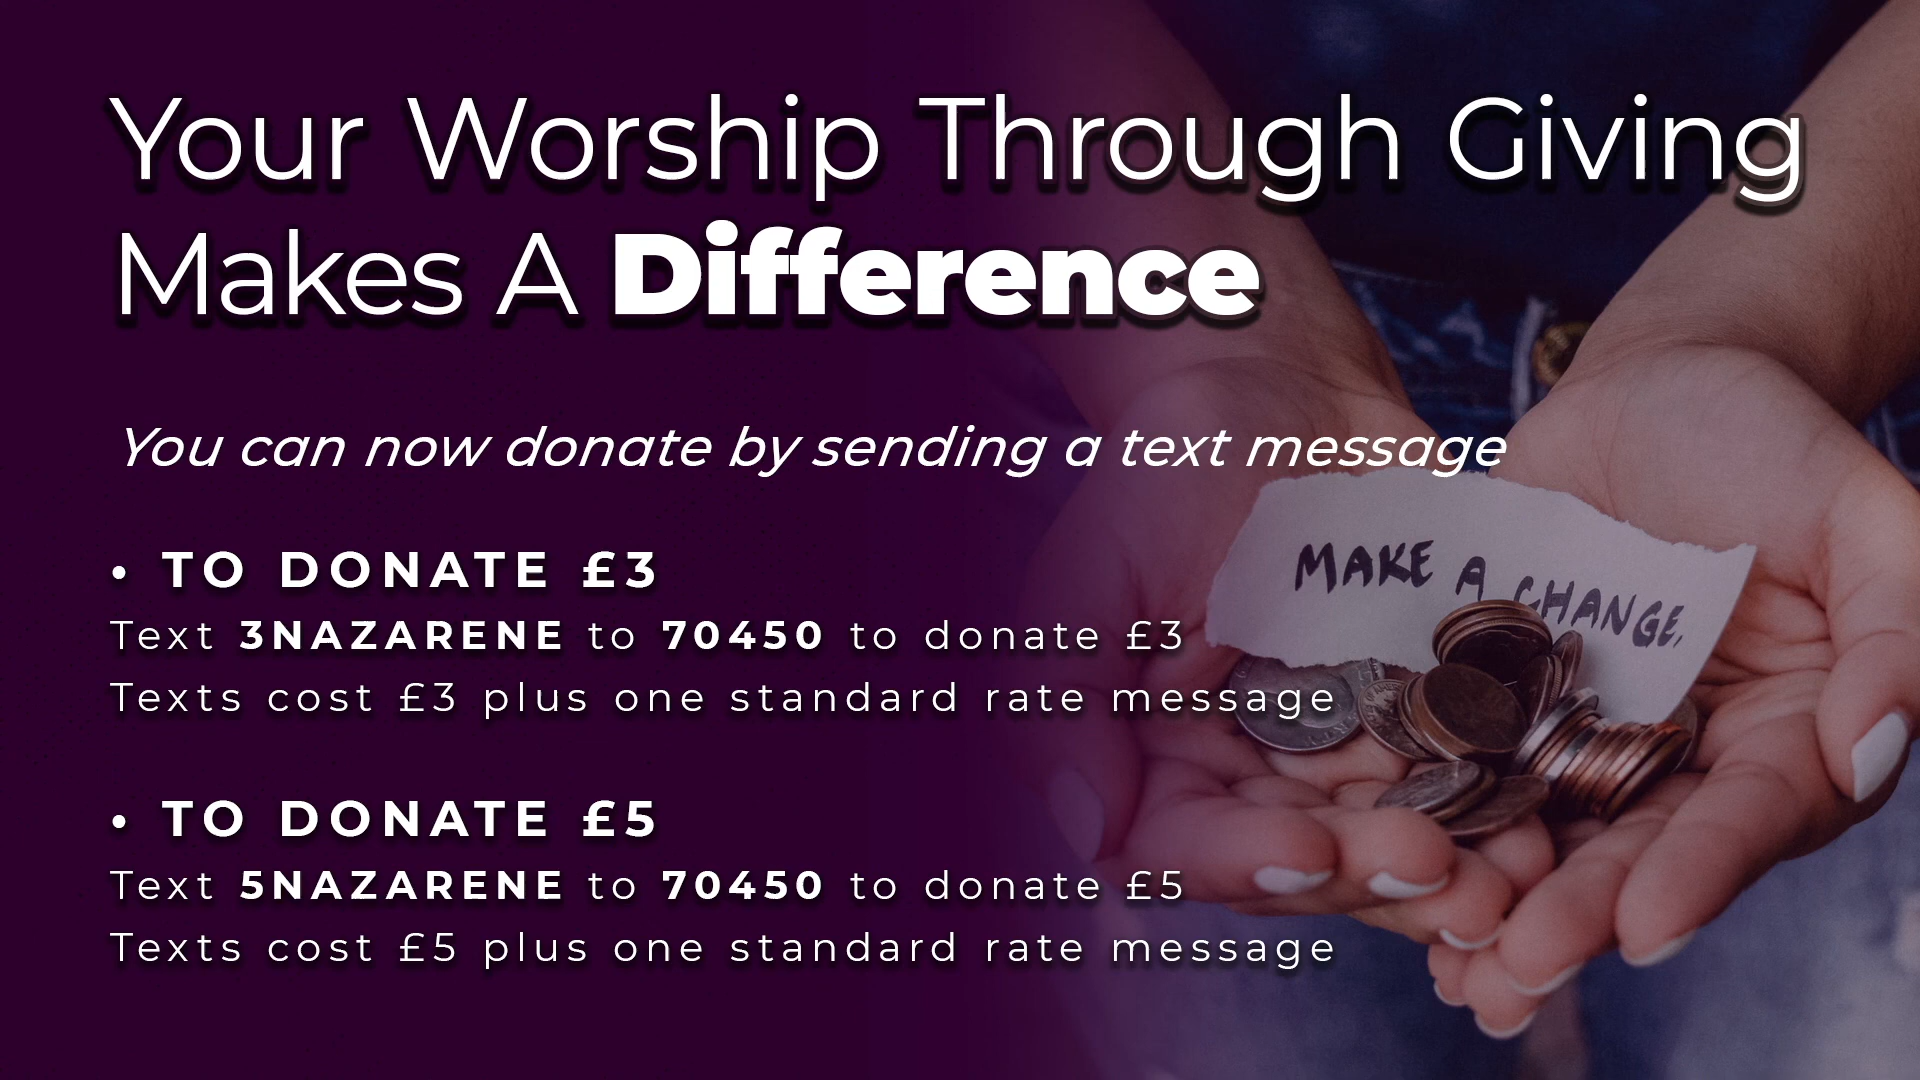 Your Worship Through Giving
Makes A Difference
You can now donate by sending a text message
• TO DONATE £3
Text 3NAZARENE to 70450 to donate £3
Texts cost £3 plus one standard rate message
• TO DONATE £5
Text 5NAZARENE to 70450 to donate £5
Texts cost £5 plus one standard rate message
MAKE A CHANGE,